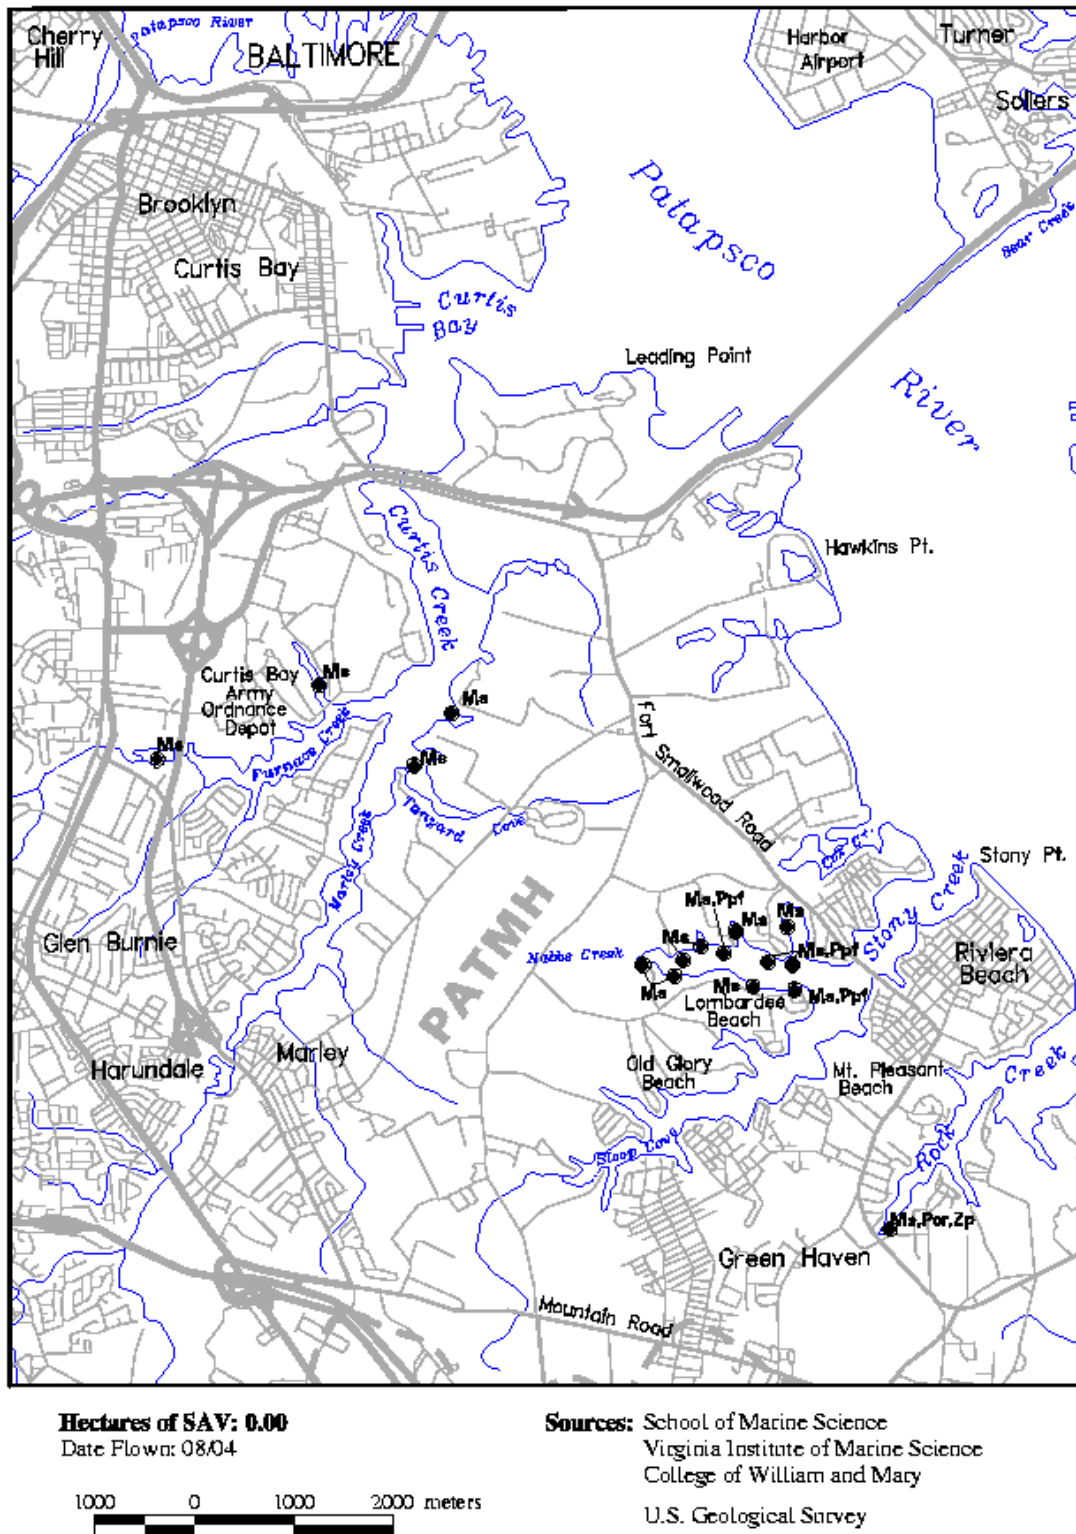 Cherry
Hill
Patapsco River
BALTIMORE
Harbor
Airport
Turner
Sollers
Patapsco
River
Bear Creek
Brooklyn
Curtis Bay
Curtis
Bay
Leading Point
Hawkins Pt.
Curtis Creek
Curtis Bay
Army
Ordnance
Depot
Ms
Ms
Ms
Ms
Furnace Creek
Tanyard Cove
Marley Creek
Fort Smallwood Road
Cox Cr.
Stony Pt.
Stony Creek
Glen Burnie
PATMH
Nabbs Creek
Ms,Ppf
Ms
Ms
Ms
Ms,Ppf
Ms
Ms
Ms,Ppf
Lombardee
Beach
Riviera
Beach
Harundale
Marley
Old Glory
Beach
Mt. Pleasant
Beach
Rock Creek
Sloop Cove
Ms,Por,Zp
Green Haven
Mountain Road
Hectares of SAV: 0.00
Date Flown: 08/04
1000 0 1000 2000 meters
Sources: School of Marine Science
Virginia Institute of Marine Science
College of William and Mary
U.S. Geological Survey